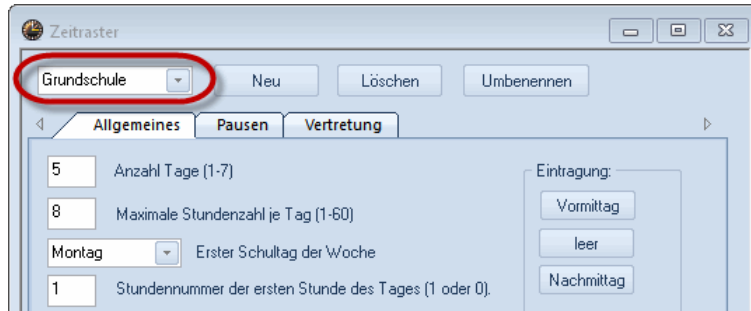 Zeitraster
Grundschule Neu Löschen Umbenennen
Allgemeines Pausen Vertretung
5 Anzahl Tage (1-7)
Eintragung:
8 Maximale Stundenzahl je Tag (1-60)
Vormittag
Montag Erster Schultag der Woche
leer
1 Stundennummer der ersten Stunde des Tages (1 oder 0).
Nachmittag